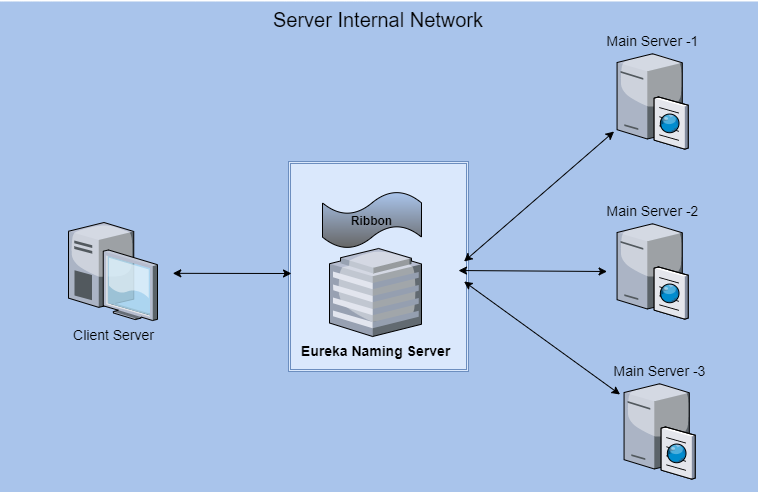 Server Internal Network
Main Server -1
Ribbon
Main Server -2
Client Server
Eureka Naming Server
Main Server -3